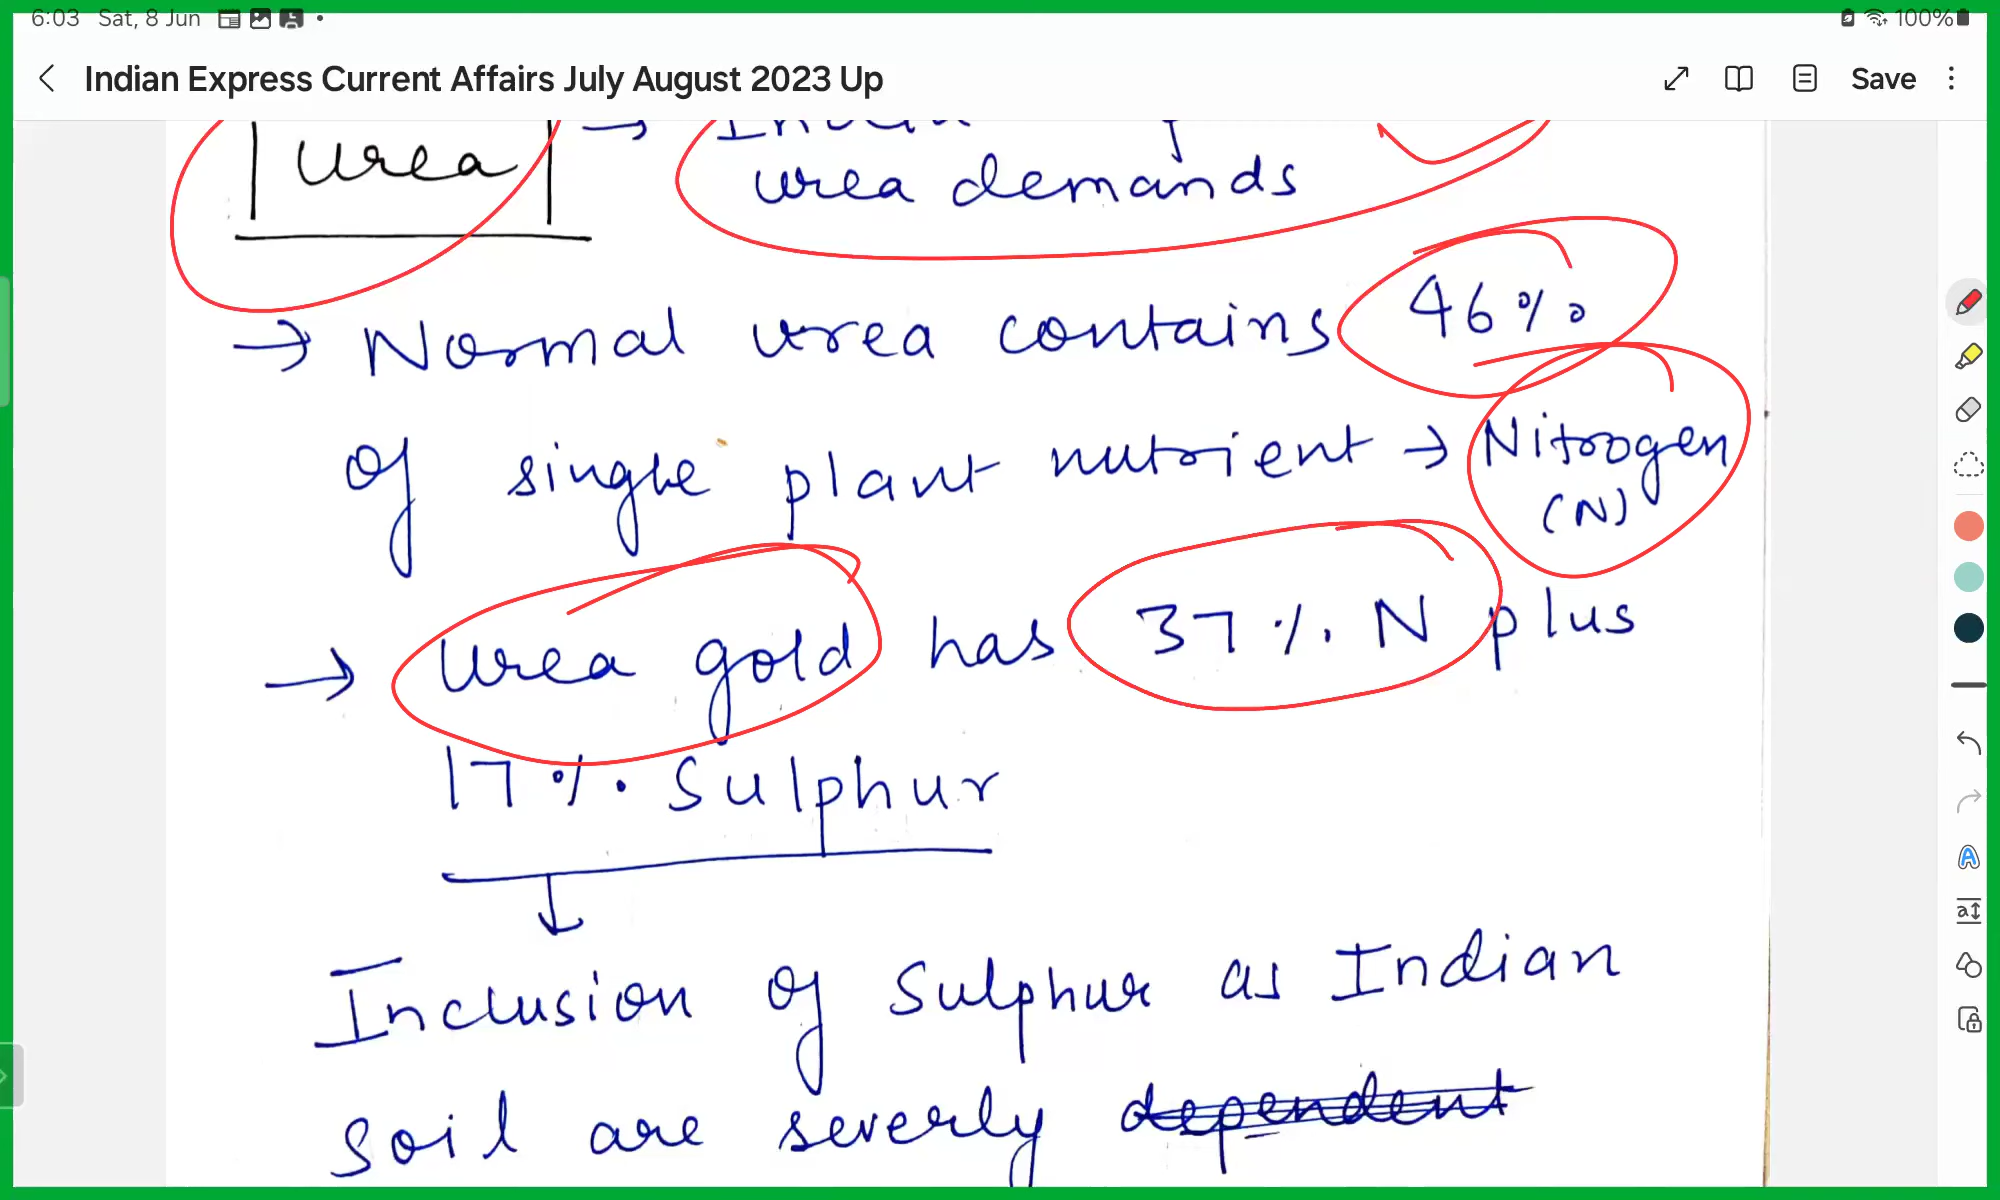 6:03 Sat, 8 Jun
100%
Indian Express Current Affairs July August 2023 Up
Save
Urea →
urea demands
→ Normal urea contains 46%
of single plant nutrient → Nitrogen
(N)
→ Urea gold has 37% N plus
17%. Sulphur
Inclusion of Sulphur as Indian
soil are severly dependent